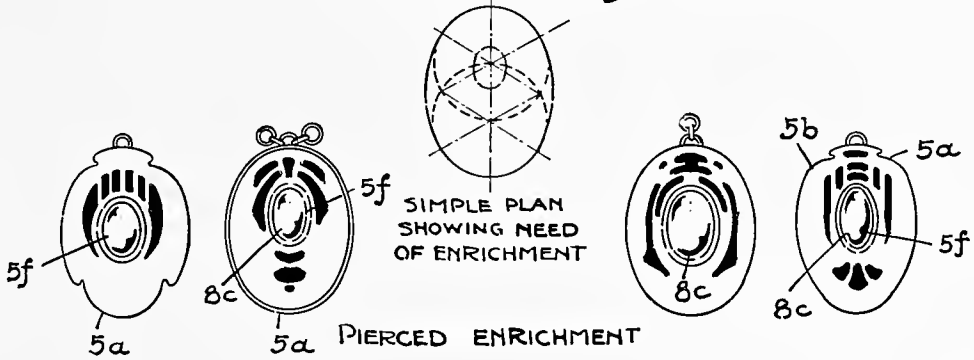 5b
5a
5f
SIMPLE PLAN
SHOWING NEED
OF ENRICHMENT
5f
8c
5a
5a
8c
8c
5f
PIERCED ENRICHMENT